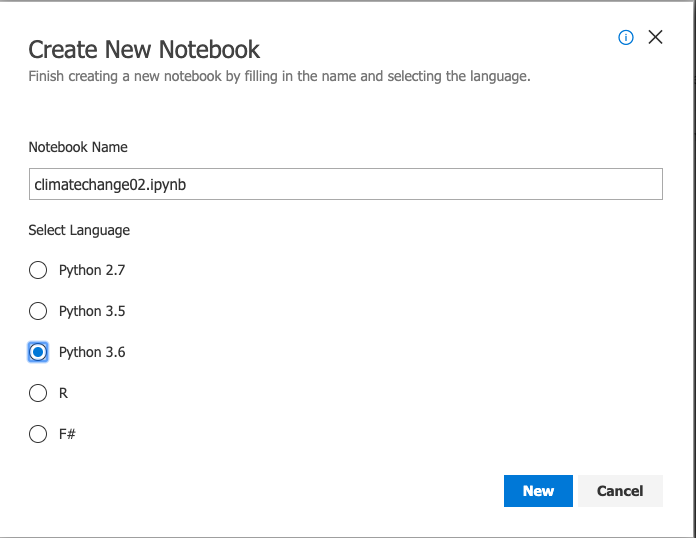 Create New Notebook
Finish creating a new notebook by filling in the name and selecting the language.
Notebook Name
climatechange02.ipynb
Select Language
Python 2.7
Python 3.5
Python 3.6
R
F#
New Cancel